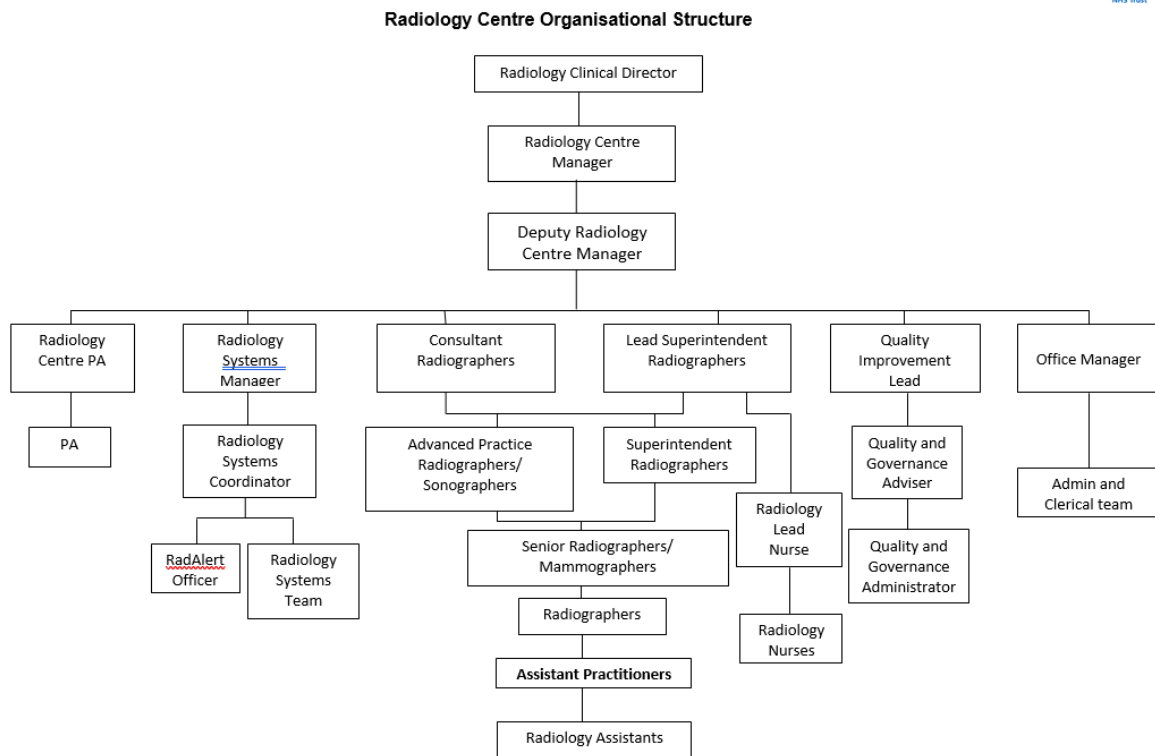 NHS Trust
Radiology Centre Organisational Structure
Radiology Clinical Director
Radiology Centre
Manager
Deputy Radiology
Centre Manager
Radiology
Centre PA
Radiology
Systems
Manager
Consultant
Radiographers
Lead Superintendent
Radiographers
Quality
Improvement
Lead
Office Manager
PA
Radiology
Systems
Coordinator
Advanced Practice
Radiographers/
Sonographers
Superintendent
Radiographers
Quality and
Governance
Adviser
Admin and
Clerical team
Radiology
Lead
Nurse
RadAlert
Officer
Radiology
Systems
Team
Senior Radiographers/
Mammographers
Quality and
Governance
Administrator
Radiographers
Radiology
Nurses
Assistant Practitioners
Radiology Assistants